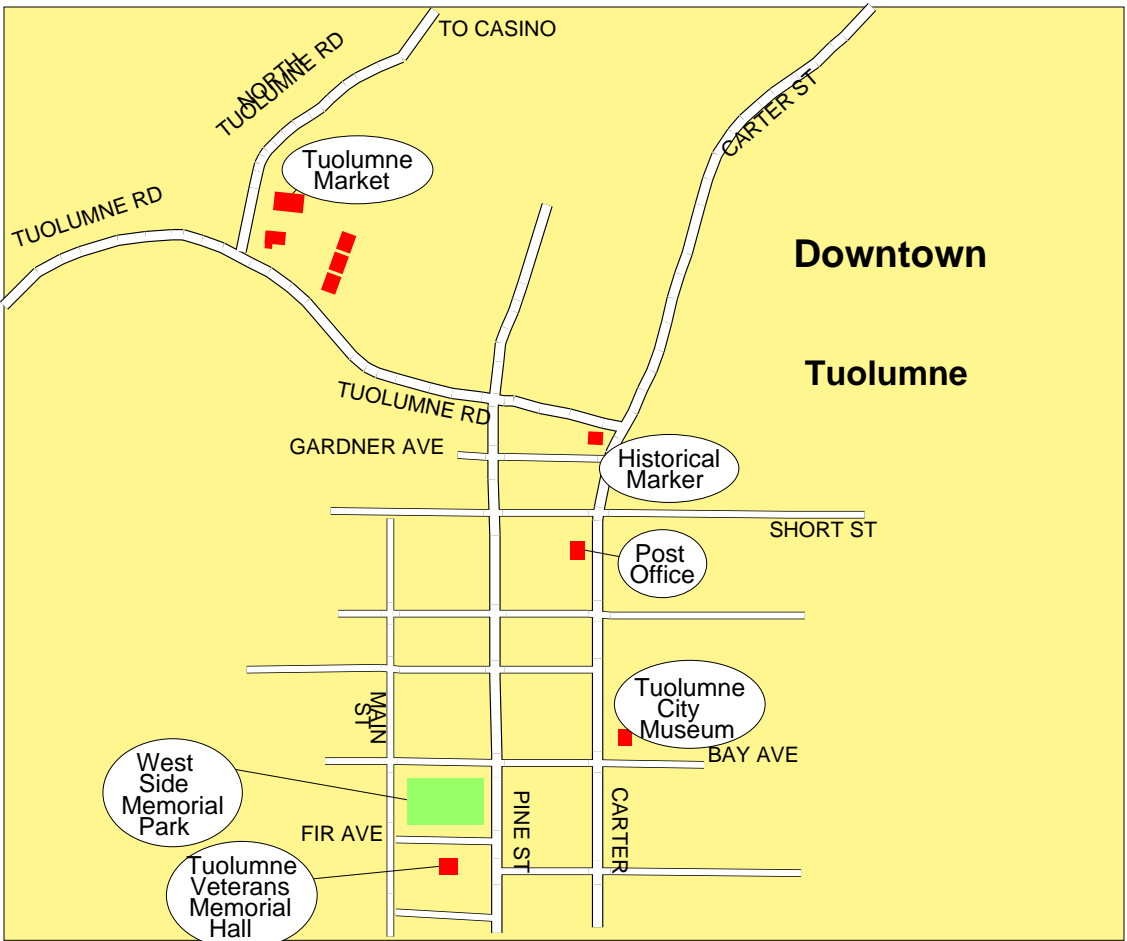 TO CASINO
NORTH
TUOLUMNE RD
CARTER ST
Tuolumne
Market
TUOLUMNE RD
Downtown
Tuolumne
TUOLUMNE RD
GARDNER AVE
Historical
Marker
SHORT ST
Post
Office
Tuolumne
City
Museum
MAIN
ST
BAY AVE
West
Side
Memorial
Park
PINE ST
CARTER
FIR AVE
Tuolumne
Veterans
Memorial
Hall